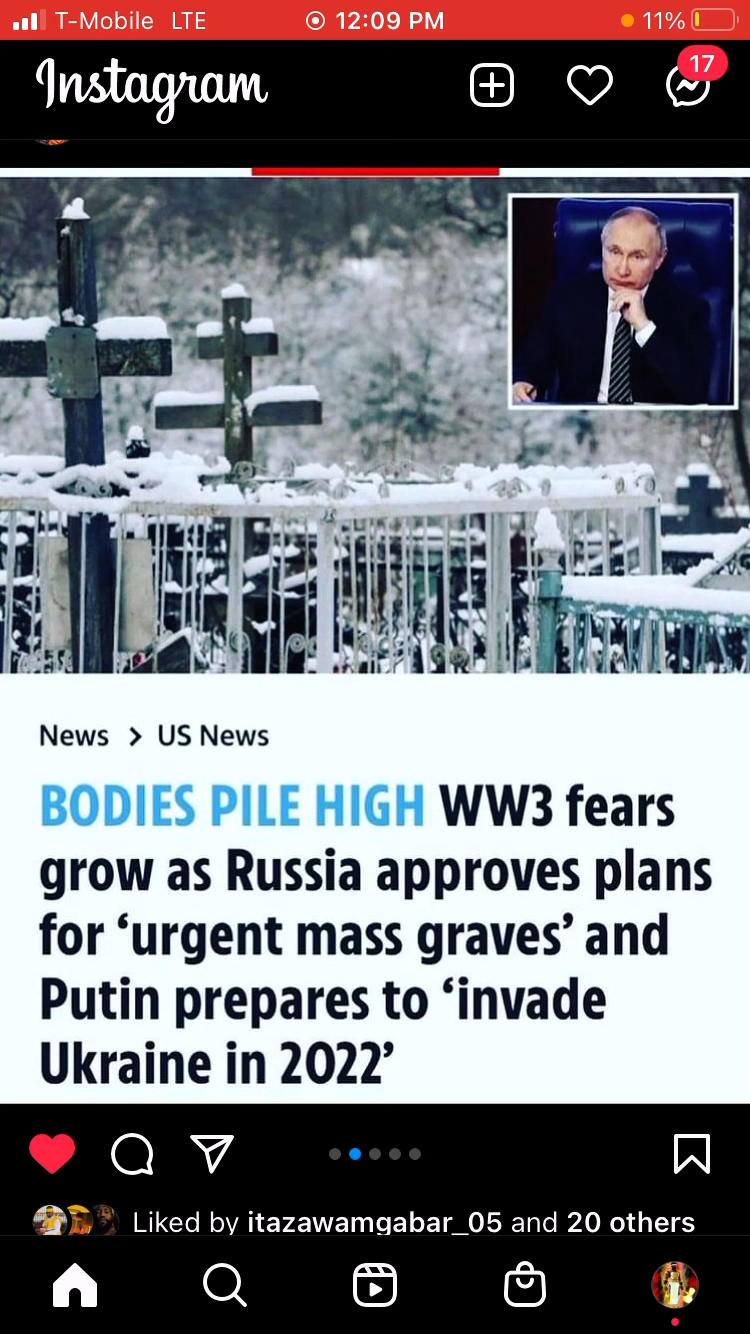 T-Mobile LTE 12:09 PM 11%
Instagram 17
News > US News
BODIES PILE HIGH WW3 fears
grow as Russia approves plans
for ‘urgent mass graves’ and
Putin prepares to ‘invade
Ukraine in 2022’
Liked by itazawamgabar_05 and 20 others